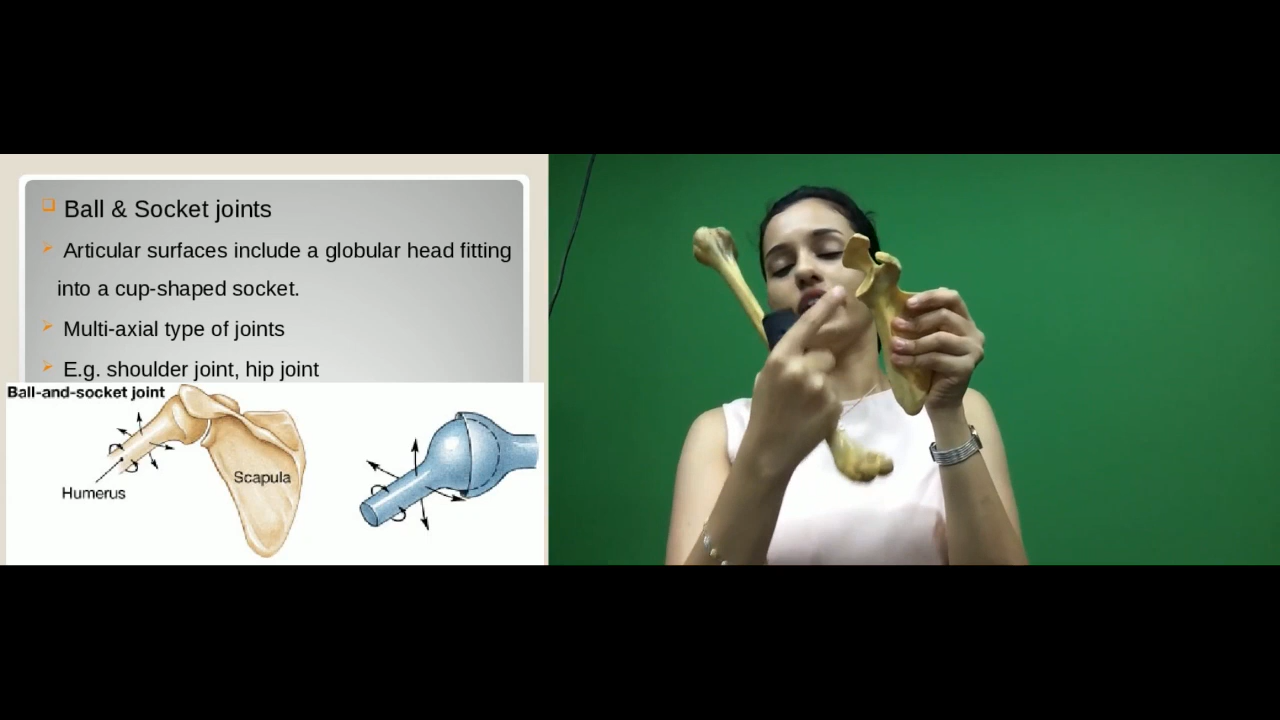 Ball & Socket joints
Articular surfaces include a globular head fitting
into a cup-shaped socket.
Multi-axial type of joints
E.g. shoulder joint, hip joint
Ball-and-socket joint
Scapula
Humerus